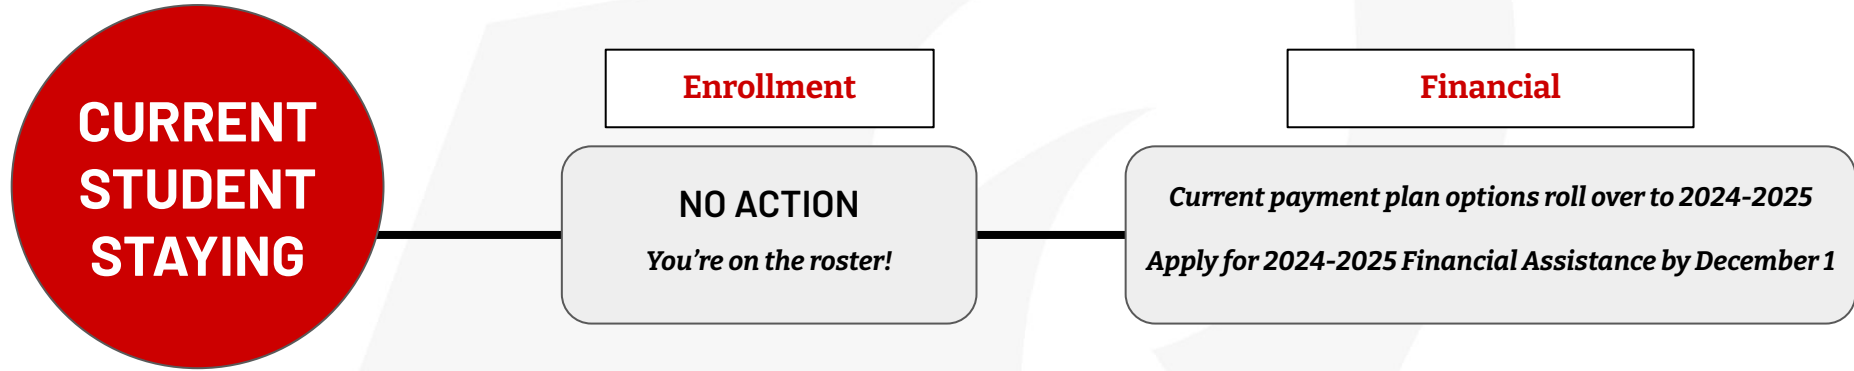 CURRENT
STUDENT
STAYING
Enrollment
NO ACTION
You’re on the roster!
Financial
Current payment plan options roll over to 2024-2025
Apply for 2024-2025 Financial Assistance by December 1